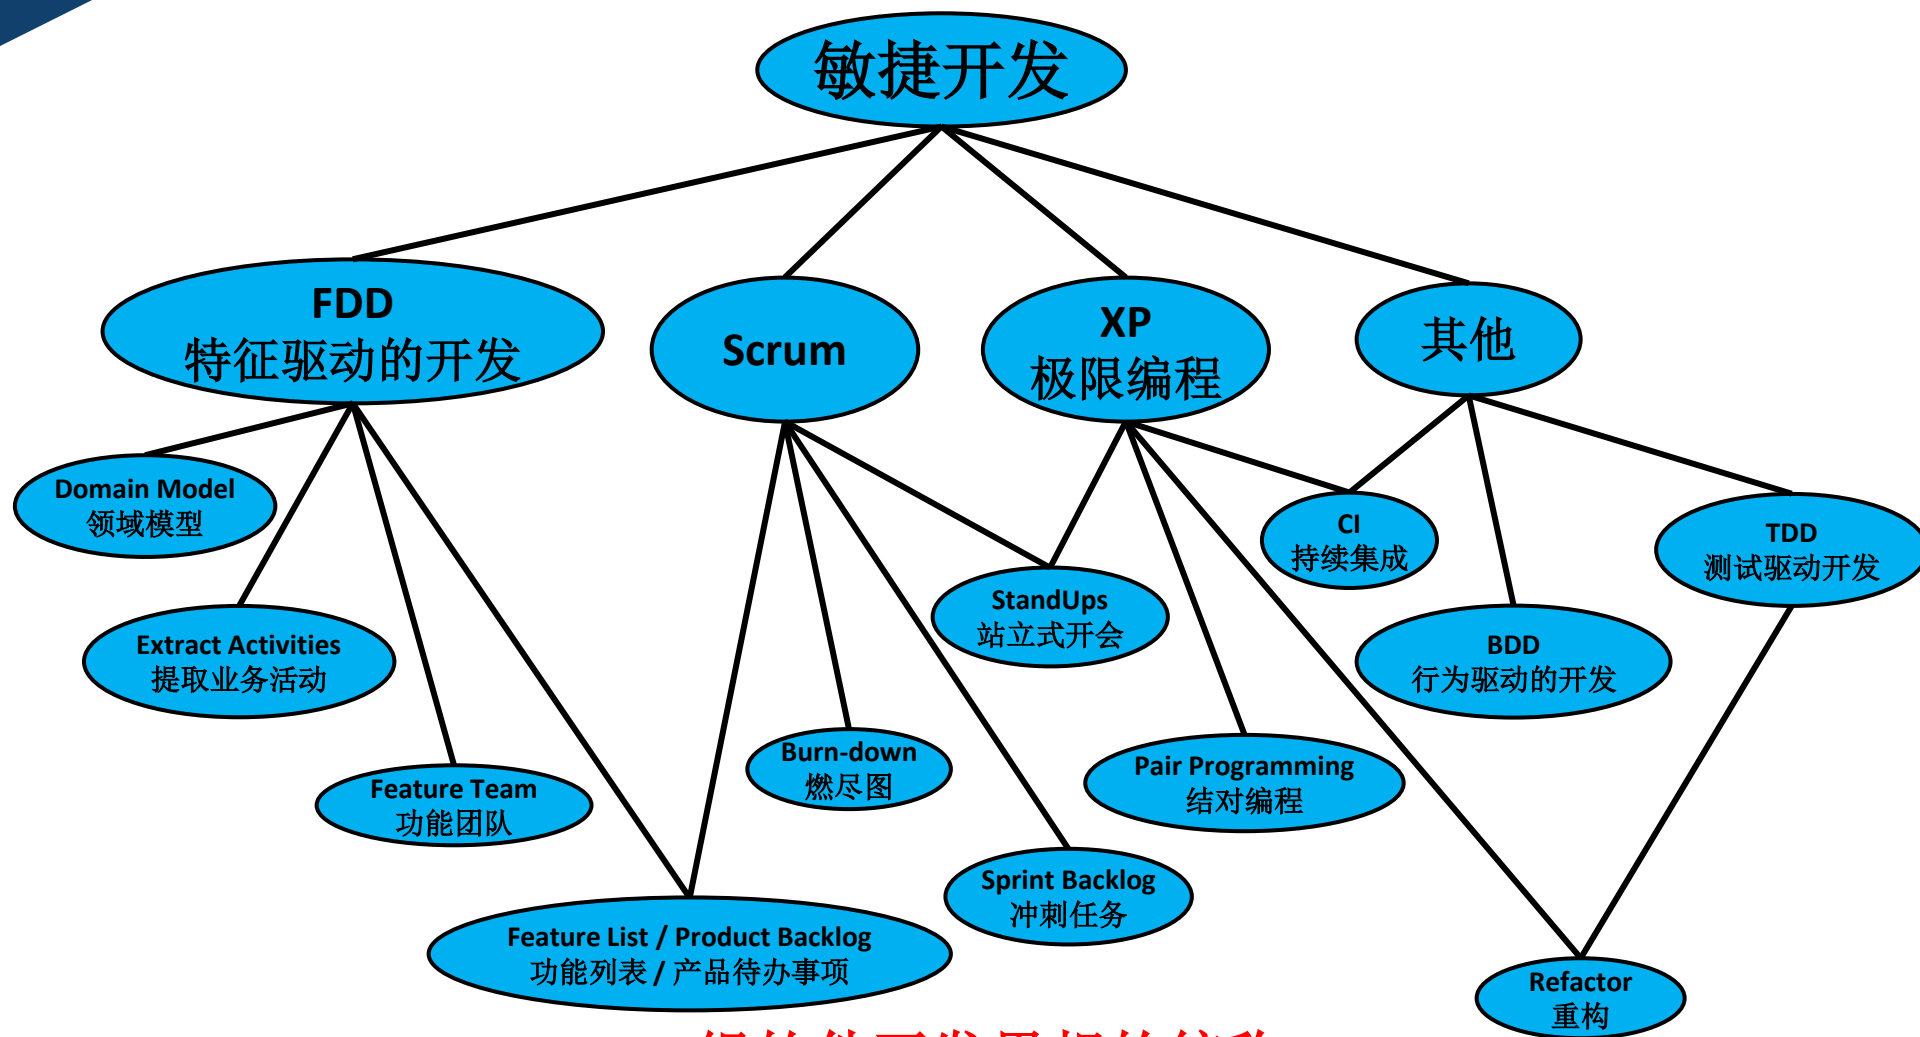 敏捷开发
FDD
特征驱动的开发
Scrum
XP
极限编程
其他
Domain Model
领域模型
CI
持续集成
TDD
测试驱动开发
StandUps
站立式开会
Extract Activities
提取业务活动
BDD
行为驱动的开发
Burn-down
燃尽图
Pair Programming
结对编程
Feature Team
功能团队
Sprint Backlog
冲刺任务
Feature List / Product Backlog
功能列表 / 产品待办事项
Refactor
重构